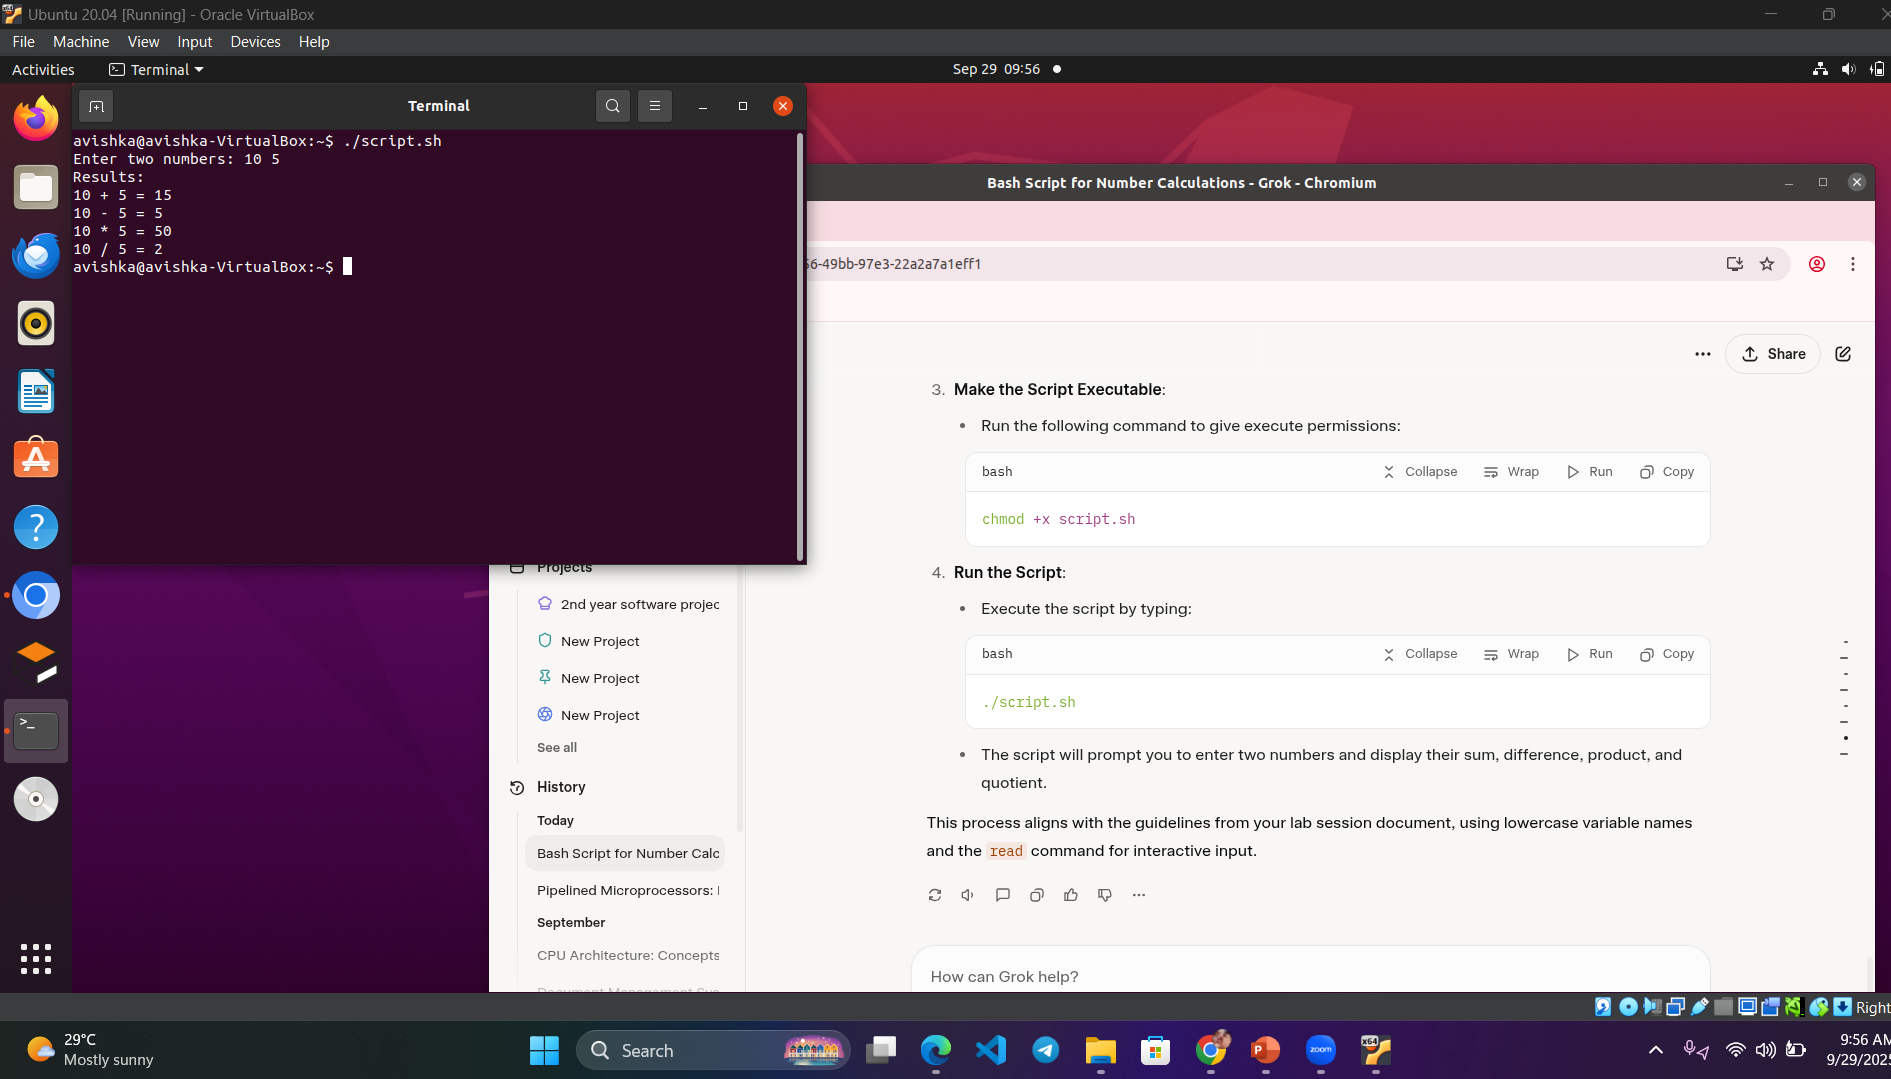 Ubuntu 20.04 [Running] - Oracle VirtualBox
File Machine View Input Devices Help
Activities Terminal Sep 29 09:56
Terminal
avishka@avishka-VirtualBox:~$ ./script.sh
Enter two numbers: 10 5
Results:
10 + 5 = 15
10 - 5 = 5
10 * 5 = 50
10 / 5 = 2
avishka@avishka-VirtualBox:~$
Bash Script for Number Calculations - Grok - Chromium
6-49bb-97e3-22a2a7a1eff1
Share
3. Make the Script Executable:
• Run the following command to give execute permissions:
bash Collapse Wrap Run Copy
chmod +x script.sh
4. Run the Script:
• Execute the script by typing:
bash Collapse Wrap Run Copy
./script.sh
• The script will prompt you to enter two numbers and display their sum, difference, product, and
quotient.
This process aligns with the guidelines from your lab session document, using lowercase variable names
and the read command for interactive input.
How can Grok help?
Projects
2nd year software projec
New Project
New Project
New Project
See all
History
Today
Bash Script for Number Calc
Pipelined Microprocessors:
September
CPU Architecture: Concepts
Document Management Sys
Right
29°C
Mostly sunny
Search
zoom
x64
9:56 AM
9/29/2025